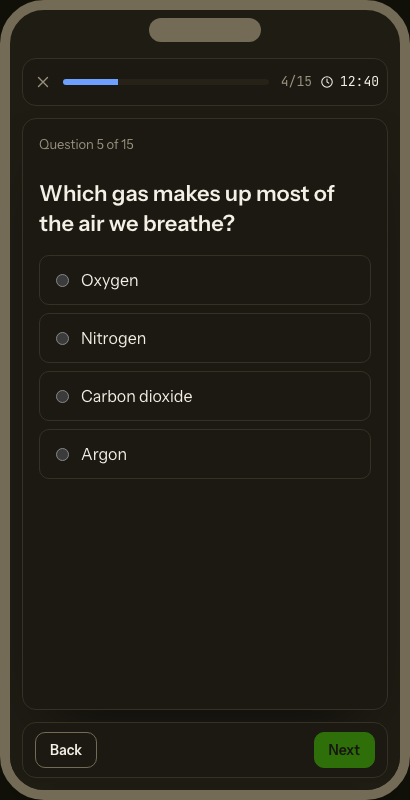 4/15 12:40
Question 5 of 15
Which gas makes up most of
the air we breathe?
Oxygen
Nitrogen
Carbon dioxide
Argon
Back Next